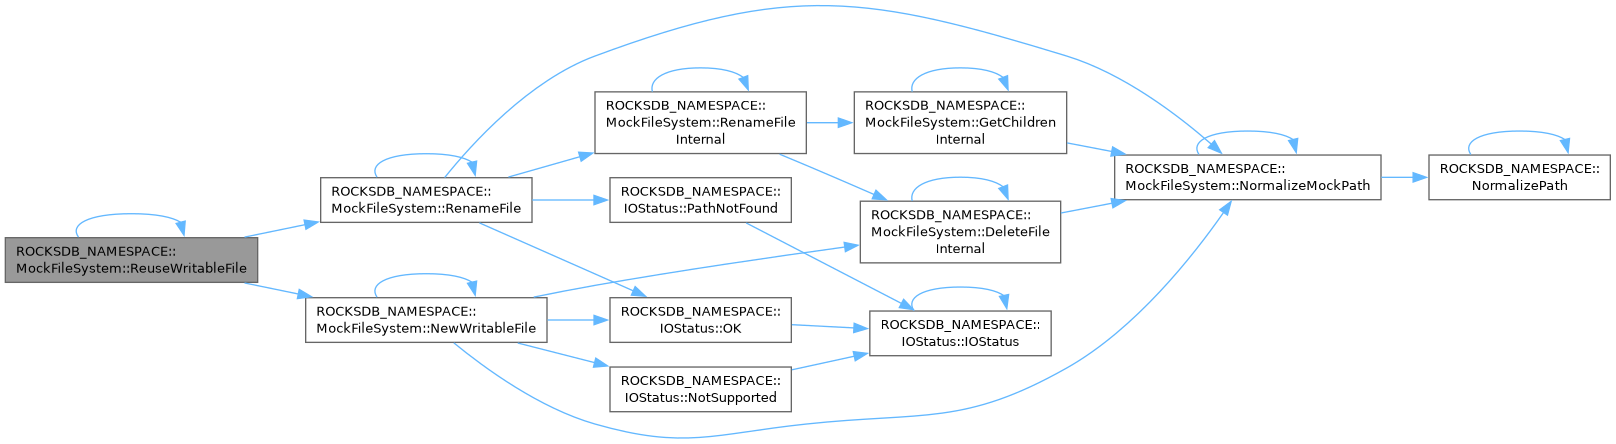 ROCKSDB_NAMESPACE::
MockFileSystem::ReuseWritableFile
ROCKSDB_NAMESPACE::
MockFileSystem::RenameFile
ROCKSDB_NAMESPACE::
MockFileSystem::NewWritableFile
ROCKSDB_NAMESPACE::
MockFileSystem::RenameFile
Internal
ROCKSDB_NAMESPACE::
IOStatus::PathNotFound
ROCKSDB_NAMESPACE::
IOStatus::OK
ROCKSDB_NAMESPACE::
IOStatus::NotSupported
ROCKSDB_NAMESPACE::
MockFileSystem::GetChildren
Internal
ROCKSDB_NAMESPACE::
MockFileSystem::DeleteFile
Internal
ROCKSDB_NAMESPACE::
IOStatus::IOStatus
ROCKSDB_NAMESPACE::
MockFileSystem::NormalizeMockPath
ROCKSDB_NAMESPACE::
NormalizePath